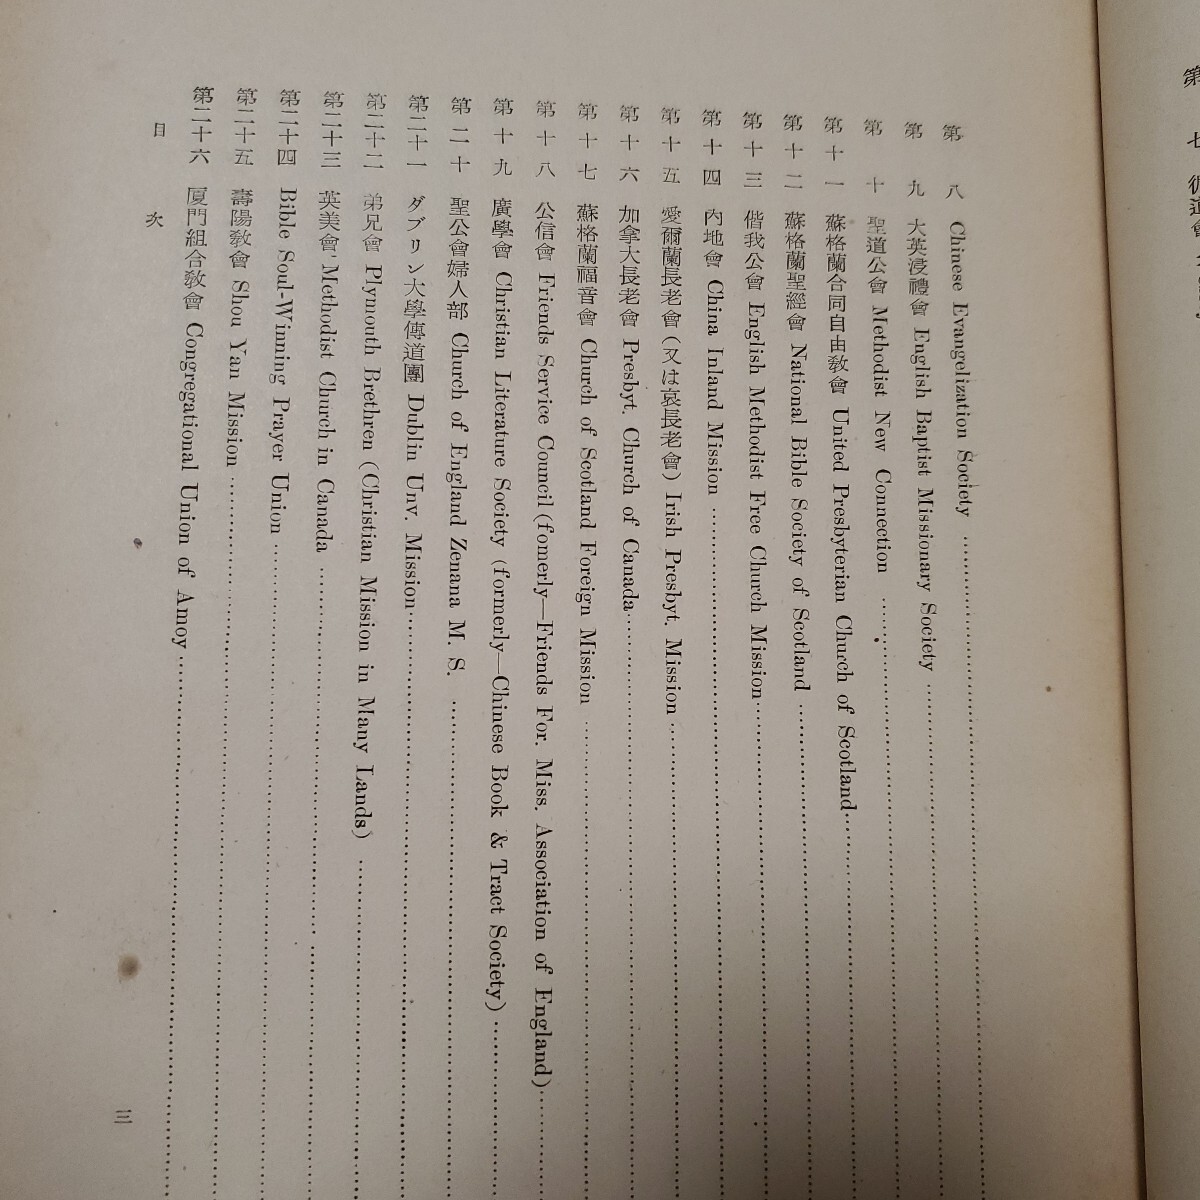 第八 Chinese Evangelization Society
第九 大英浸禮會 English Baptist Missionary Society
第十 聖道公會 Methodist New Connection
第十一 蘇格蘭合同自由教會 United Presbyterian Church of Scotland
第十二 蘇格蘭聖經會 National Bible Society of Scotland
第十三 偕我公會 English Methodist Free Church Mission
第十四 內地會 China Inland Mission
第十五 愛爾蘭長老會(又は哀長老會) Irish Presbyt. Mission
第十六 加拿大長老會 Presbyt. Church of Canada
第十七 蘇格蘭福音會 Church of Scotland Foreign Mission
第十八 公信會 Friends Service Council (fomerly—Friends For. Miss. Association of England)
第十九 廣學會 Christian Literature Society (formerly—Chinese Book & Tract Society)
第二十 聖公會婦人部 Church of England Zenana M. S.
第二十一 ダブリン大學傳道團 Dublin Unv. Mission
第二十二 弟兄會 Plymouth Brethren (Christian Mission in Many Lands)
第二十三 英美會 Methodist Church in Canada
第二十四 Bible Soul-Winning Prayer Union
第二十五 壽陽敎會 Shou Yan Mission
第二十六 厦門組合敎會 Congregational Union of Amoy
目次
三